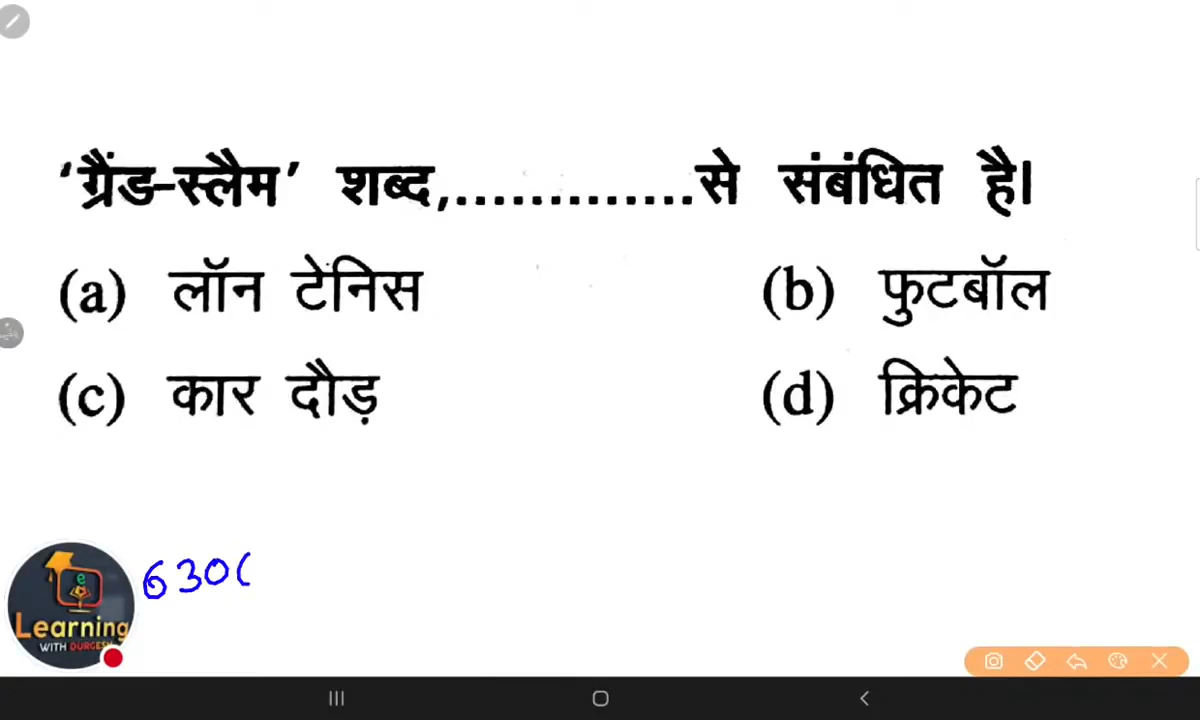 ‘ग्रैंड-स्लैम’ शब्द,.............से संबंधित है।
(a) लॉन टेनिस (b) फुटबॉल
(c) कार दौड़ (d) क्रिकेट
630(
e
Learning
WITH DURGESH